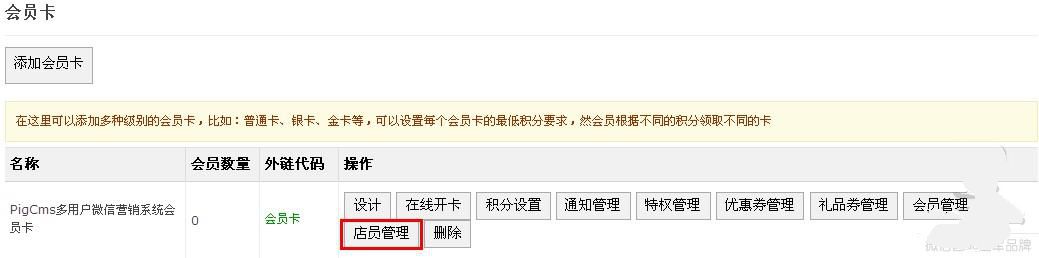 会员卡
添加会员卡
在这里可以添加多种级别的会员卡，比如：普通卡、银卡、金卡等，可以设置每个会员卡的最低积分要求，然会员根据不同的积分领取不同的卡
名称 会员数量 外链代码 操作
PigCms多用户微信营销系统会员卡 0 会员卡 设计 在线开卡 积分设置 通知管理 特权管理 优惠券管理 礼品券管理 会员管理
店员管理 删除